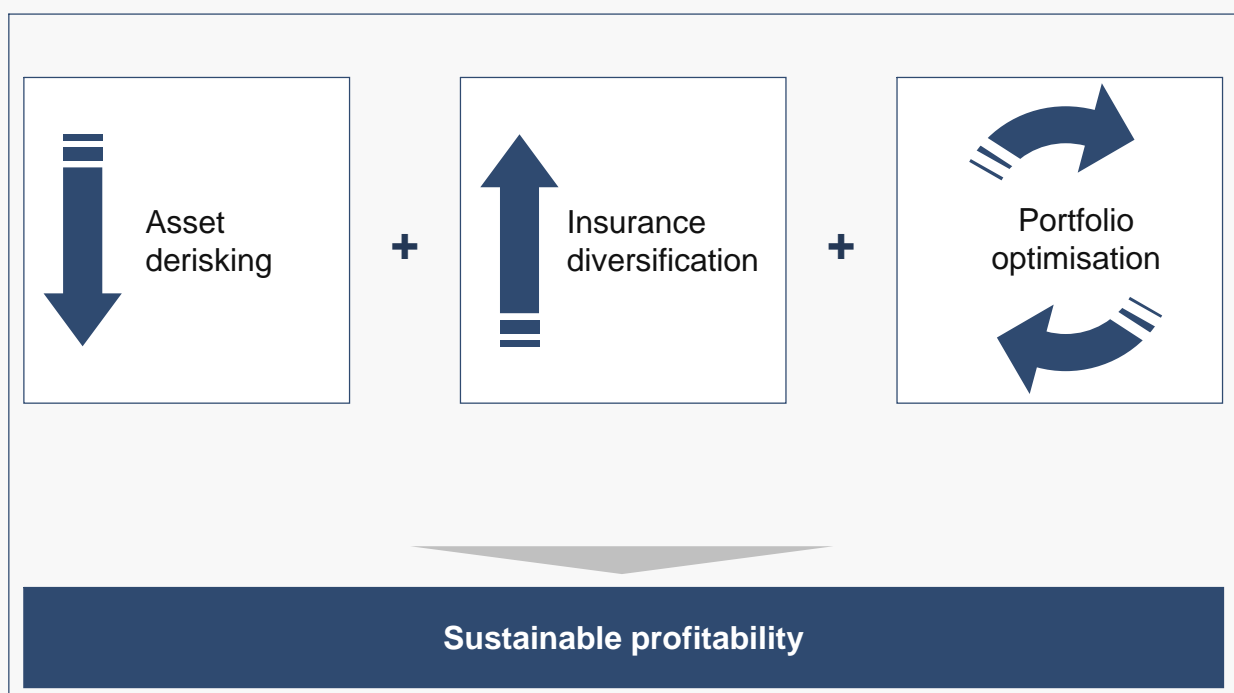 Asset
derisking
+
Insurance
diversification
+
Portfolio
optimisation
Sustainable profitability